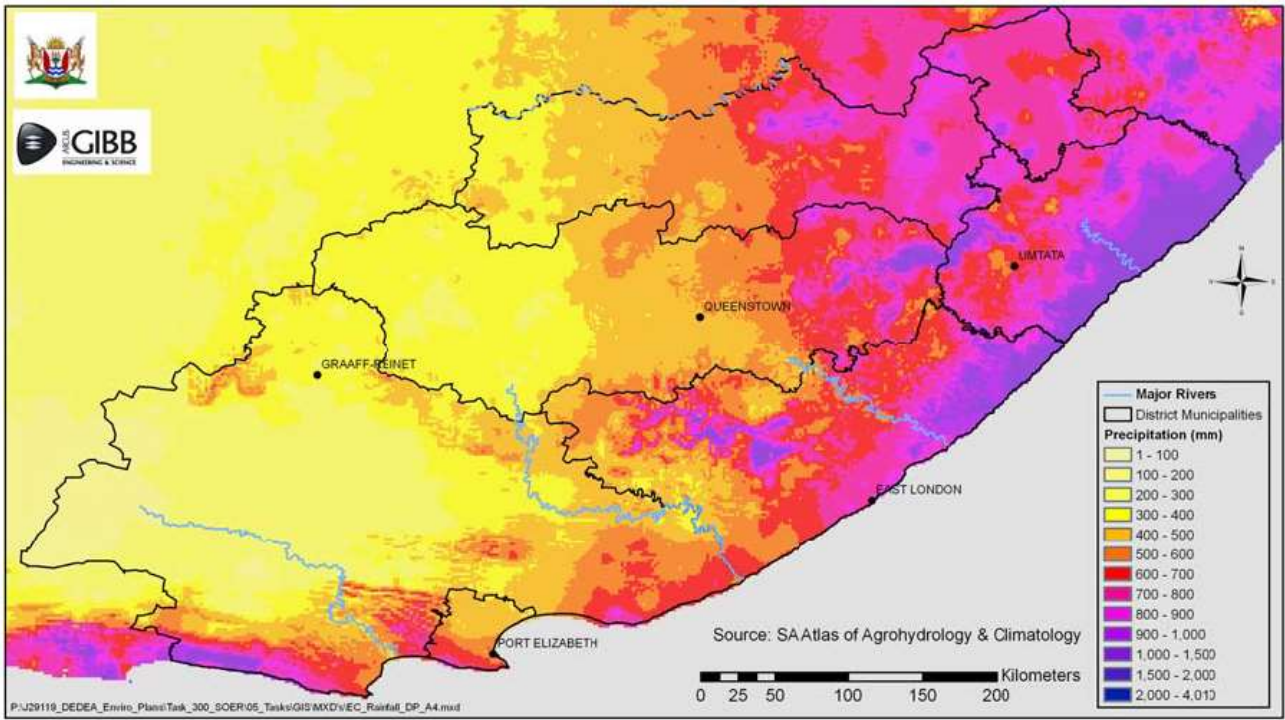 ARCUS
GIBB
ENGINEERING & SCIENCE
UMTATA
QUEENSTOWN
GRAAFF-REINET
EAST LONDON
PORT ELIZABETH
N
S
Major Rivers
District Municipalities
Precipitation (mm)
1 - 100
100 - 200
200 - 300
300 - 400
400 - 500
500 - 600
600 - 700
700 - 800
800 - 900
900 - 1,000
1,000 - 1,500
1,500 - 2,000
2,000 - 4,010
Source: SA Atlas of Agrohydrology & Climatology
Kilometers
0 25 50 100 150 200
P:\J29119_DEDEA_Enviro_Plans\Task_300_SOER\05_Tasks\GIS\MXD's\EC_Rainfall_DP_A4.mxd